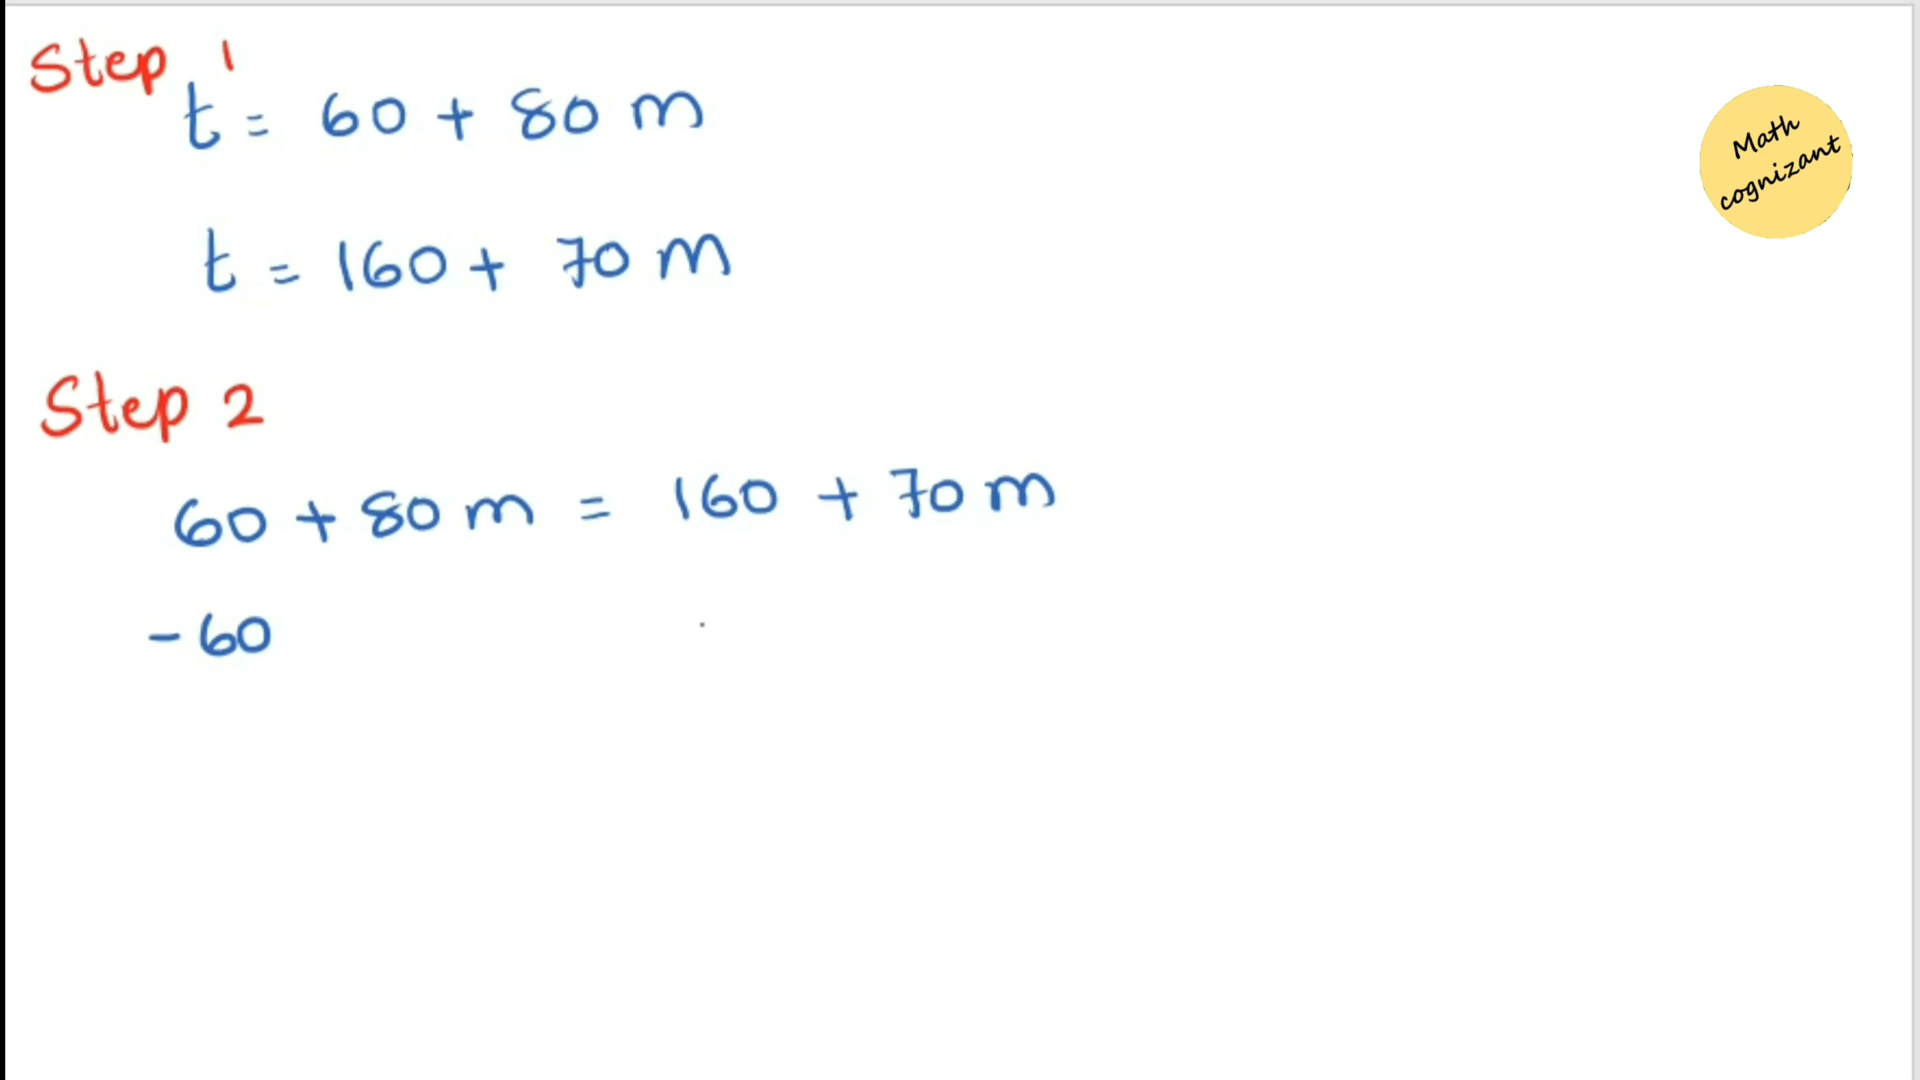 Step 1
t = 60 + 80 m
t = 160 + 70 m
Step 2
60 + 80 m = 160 + 70 m
- 60
Math
cognizant